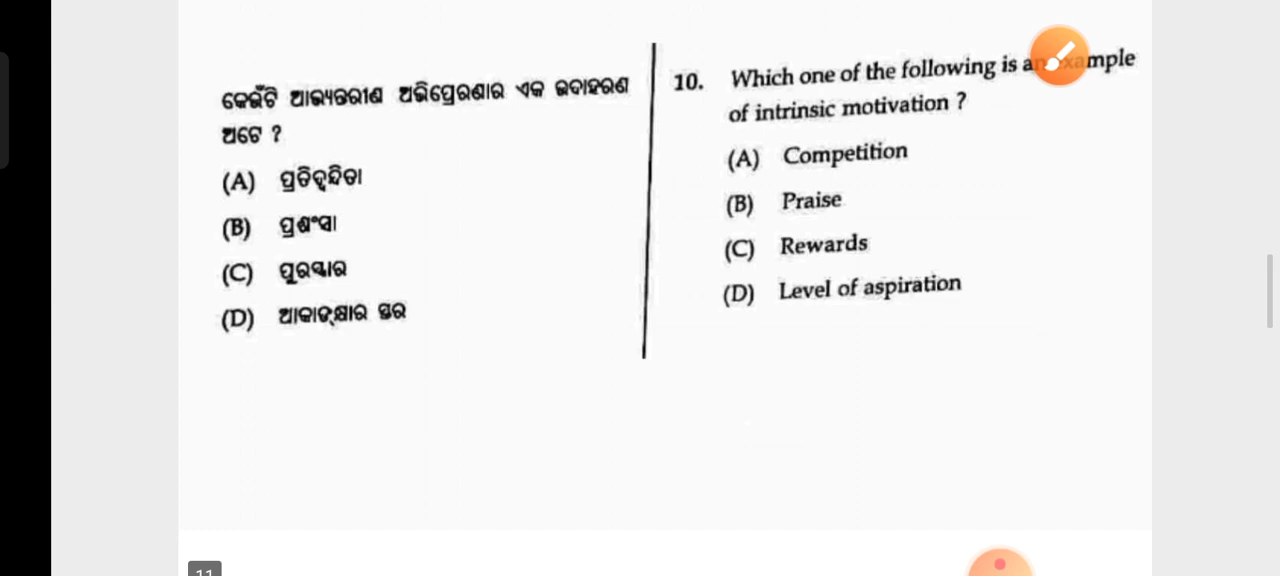 କେଉଁଟି ଆଭ୍ୟନ୍ତରୀଣ ଅଭିପ୍ରେରଣାର ଏକ ଉଦାହରଣ
ଅଟେ ?
(A) ପ୍ରତିଦ୍ୱନ୍ଦିତା
(B) ପ୍ରଶଂସା
(C) ପୁରସ୍କାର
(D) ଆକାଙ୍କ୍ଷାର ସ୍ତର
10. Which one of the following is an example
of intrinsic motivation ?
(A) Competition
(B) Praise
(C) Rewards
(D) Level of aspiration
11